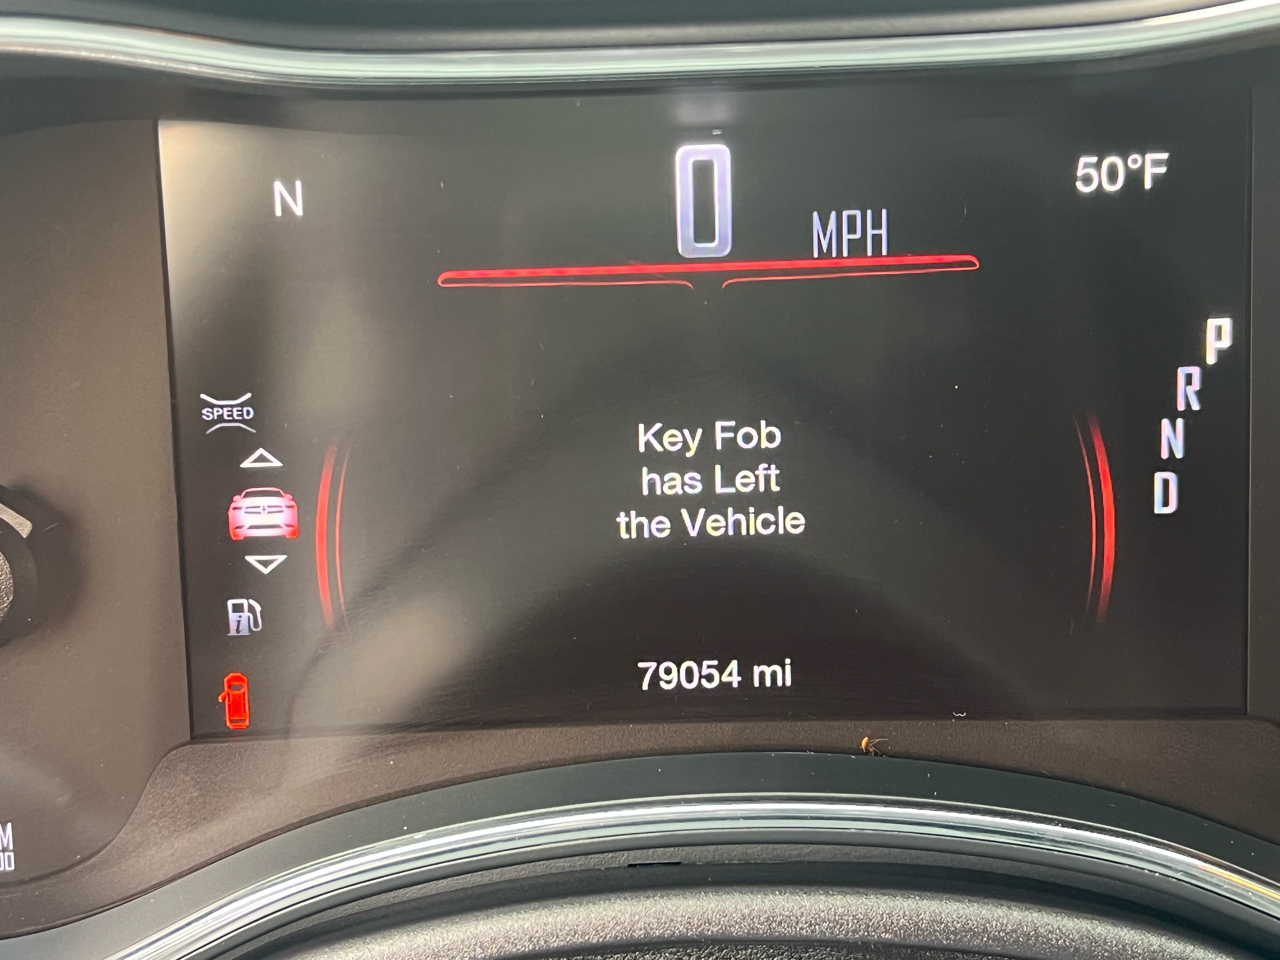 N
0 MPH
50°F
P
R
N
D
SPEED
Key Fob
has Left
the Vehicle
79054 mi